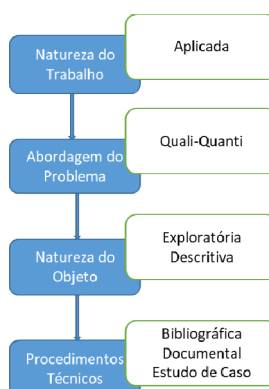 Natureza do
Trabalho
Aplicada
Abordagem do
Problema
Quali-Quanti
Natureza do
Objeto
Exploratória
Descritiva
Procedimentos
Técnicos
Bibliográfica
Documental
Estudo de Caso